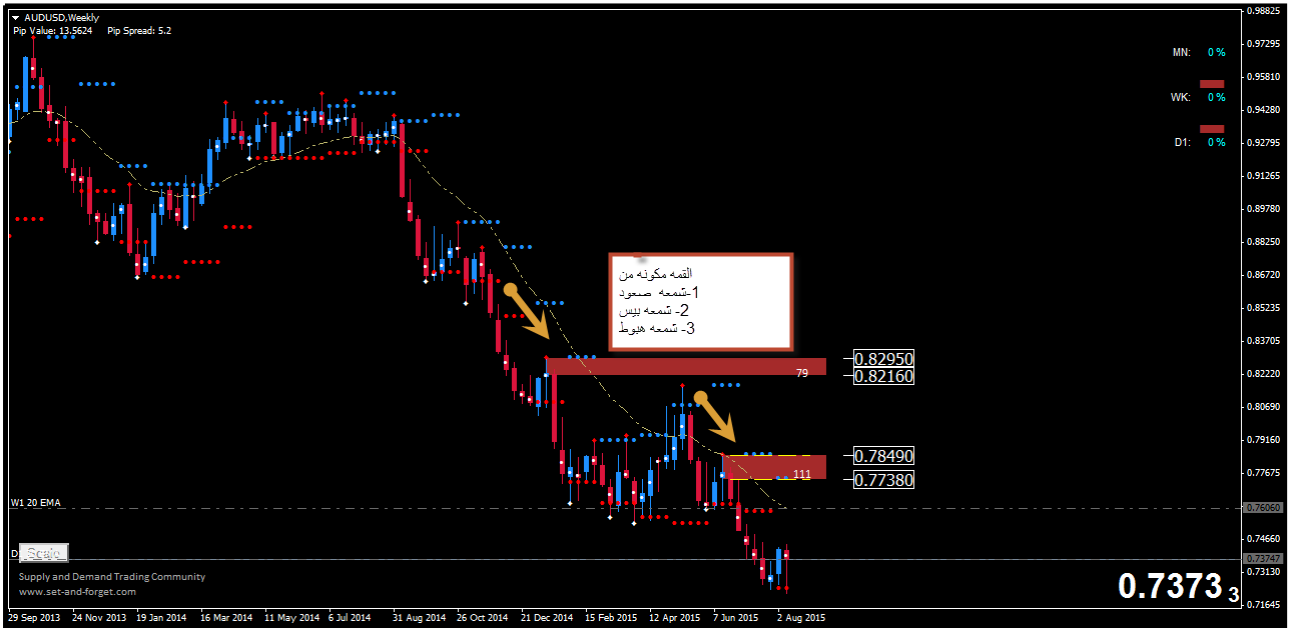 AUDUSD,Weekly
Pip Value: 13.5624 Pip Spread: 5.2
MN: 0 %
WK: 0 %
D1: 0 %
القمه مكونه من
1-شمعه صعود
2- شمعه بيس
3- شمعه هبوط
79
0.82950
0.82160
111
0.78490
0.77380
W1 20 EMA
Scale
Supply and Demand Trading Community
www.set-and-forget.com
0.7373 3
0.98825
0.97295
0.95810
0.94280
0.92795
0.91265
0.89780
0.88250
0.86720
0.85235
0.83705
0.82220
0.80690
0.79160
0.77675
0.76060
0.74660
0.73747
0.73130
0.71645
29 Sep 2013 24 Nov 2013 19 Jan 2014 16 Mar 2014 11 May 2014 6 Jul 2014 31 Aug 2014 26 Oct 2014 21 Dec 2014 15 Feb 2015 12 Apr 2015 7 Jun 2015 2 Aug 2015